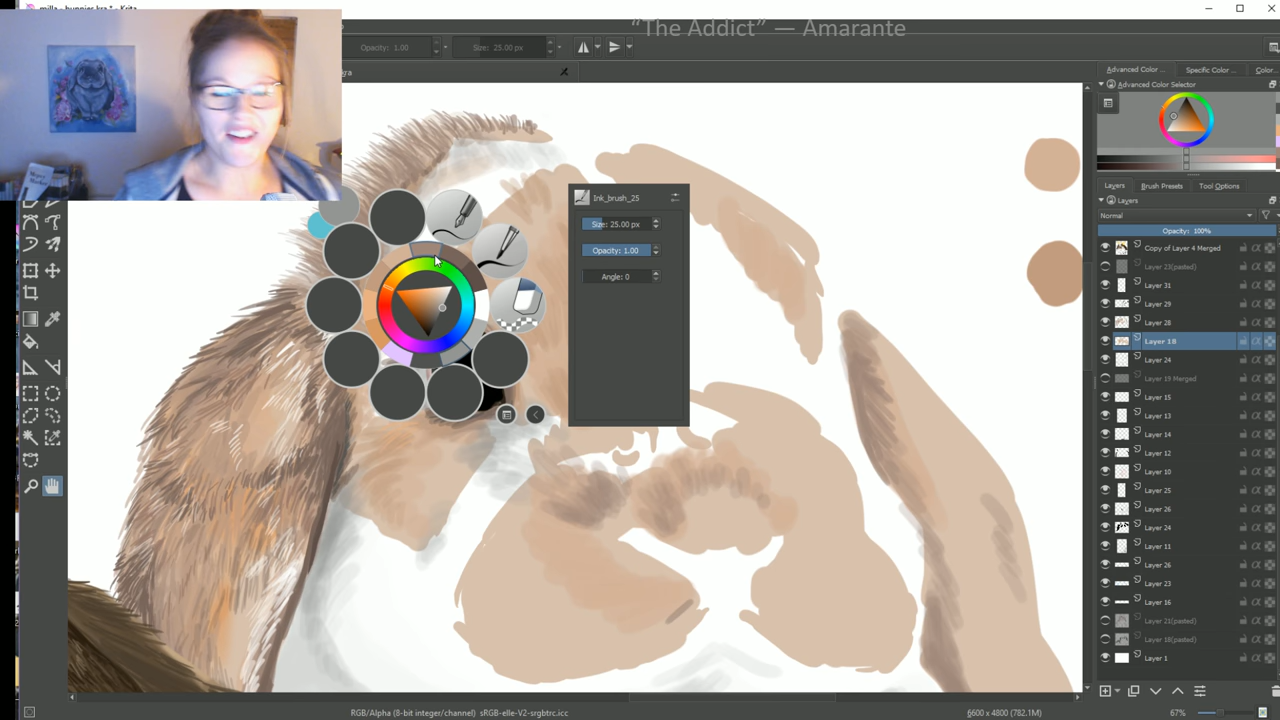 milla - bunnies.kra * - Krita
"The Addict" — Amarante
Opacity: 1.00
Size: 25.00 px
kra
Advanced Color ...
Specific Color ...
Color...
Advanced Color Selector
Layers
Brush Presets
Tool Options
Layers
Normal
Opacity: 100%
Copy of Layer 4 Merged
Layer 23(pasted)
Layer 31
Layer 29
Layer 28
Layer 18
Layer 24
Layer 19 Merged
Layer 15
Layer 13
Layer 14
Layer 12
Layer 10
Layer 25
Layer 26
Layer 24
Layer 11
Layer 26
Layer 23
Layer 16
Layer 21(pasted)
Layer 18(pasted)
Layer 1
Ink_brush_25
Size: 25.00 px
Opacity: 1.00
Angle: 0
RGB/Alpha (8-bit integer/channel) sRGB-elle-V2-srgbtrc.icc
6600 x 4800 (782.1M)
67%